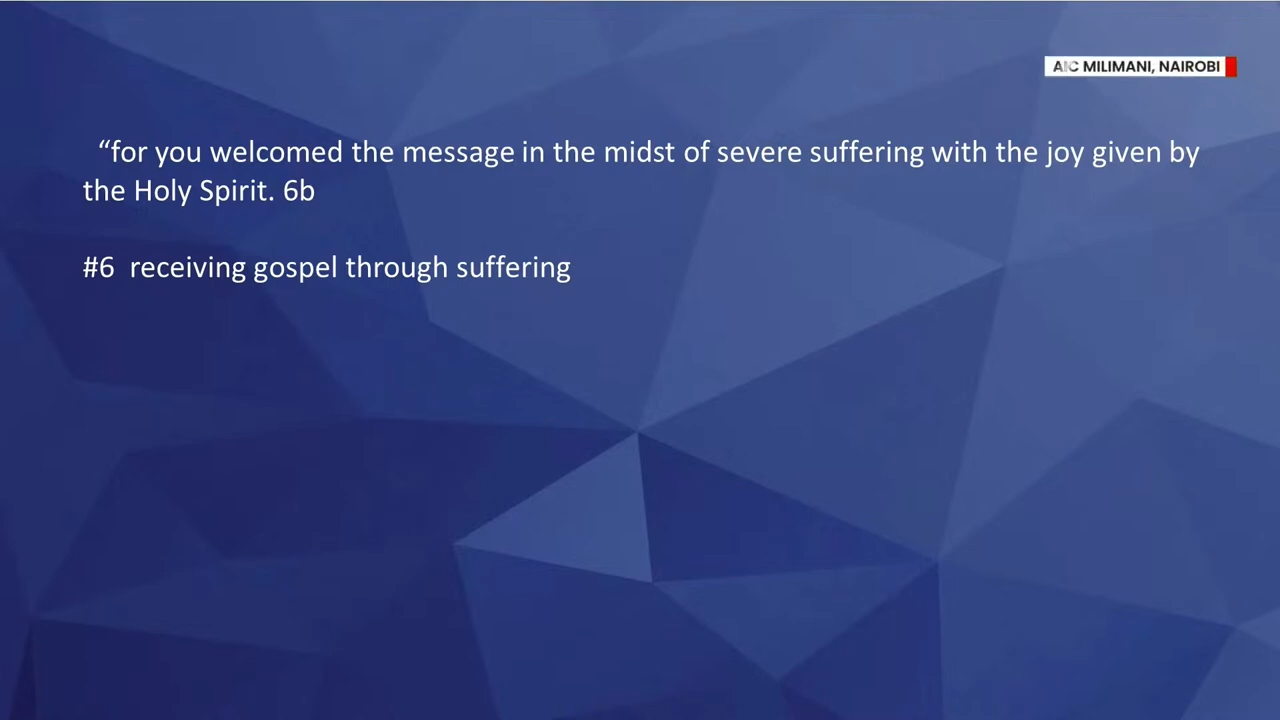 AIC MILIMANI, NAIROBI
“for you welcomed the message in the midst of severe suffering with the joy given by
the Holy Spirit. 6b
#6 receiving gospel through suffering